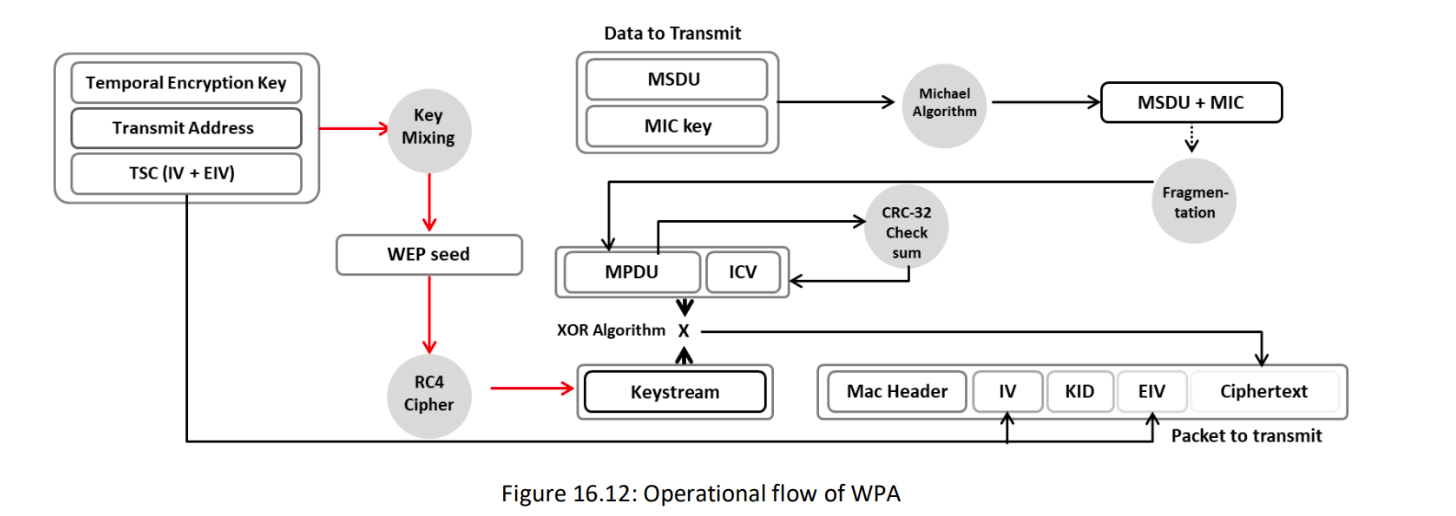 Data to Transmit
Temporal Encryption Key
Transmit Address
TSC (IV + EIV)
Key
Mixing
MSDU
MIC key
Michael
Algorithm
MSDU + MIC
Fragmen-
tation
CRC-32
Check
sum
WEP seed
MPDU
ICV
XOR Algorithm X
RC4
Cipher
Keystream
Mac Header
IV
KID
EIV
Ciphertext
Packet to transmit
Figure 16.12: Operational flow of WPA